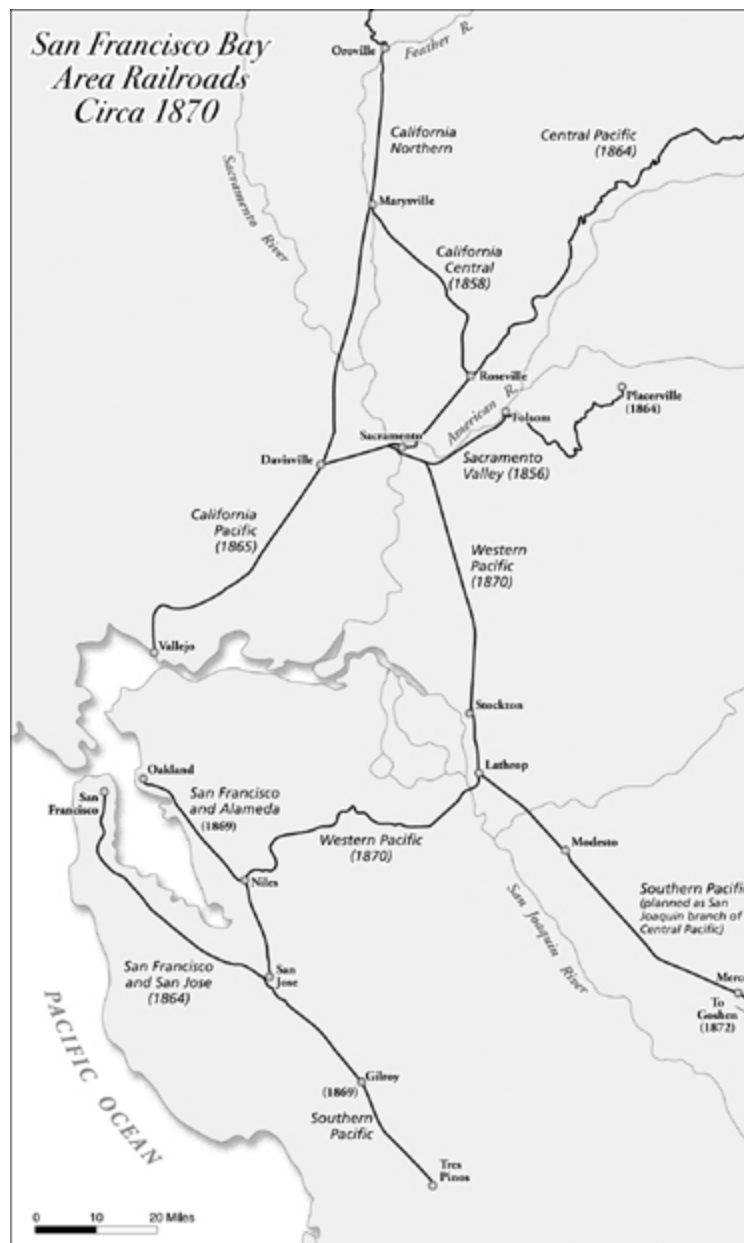 San Francisco Bay
Area Railroads
Circa 1870
Oroville
Feather R.
California
Northern
Central Pacific
(1864)
Sacramento River
Marysville
California
Central
(1858)
Roseville
American R.
Placerville
(1864)
Folsom
Sacramento
Davisville
Sacramento
Valley (1856)
California
Pacific
(1865)
Western
Pacific
(1870)
Vallejo
Stockton
Lathrop
Oakland
San Francisco
and Alameda
(1869)
San
Francisco
Western Pacific
(1870)
Modesto
Niles
Southern Pacific
(planned as San
Joaquin branch of
Central Pacific)
San Joaquin River
San Francisco
and San Jose
(1864)
San
Jose
Merc
To
Goshen
(1872)
PACIFIC OCEAN
Gilroy
(1869)
Southern
Pacific
Tres
Pinos
0 10 20 Miles